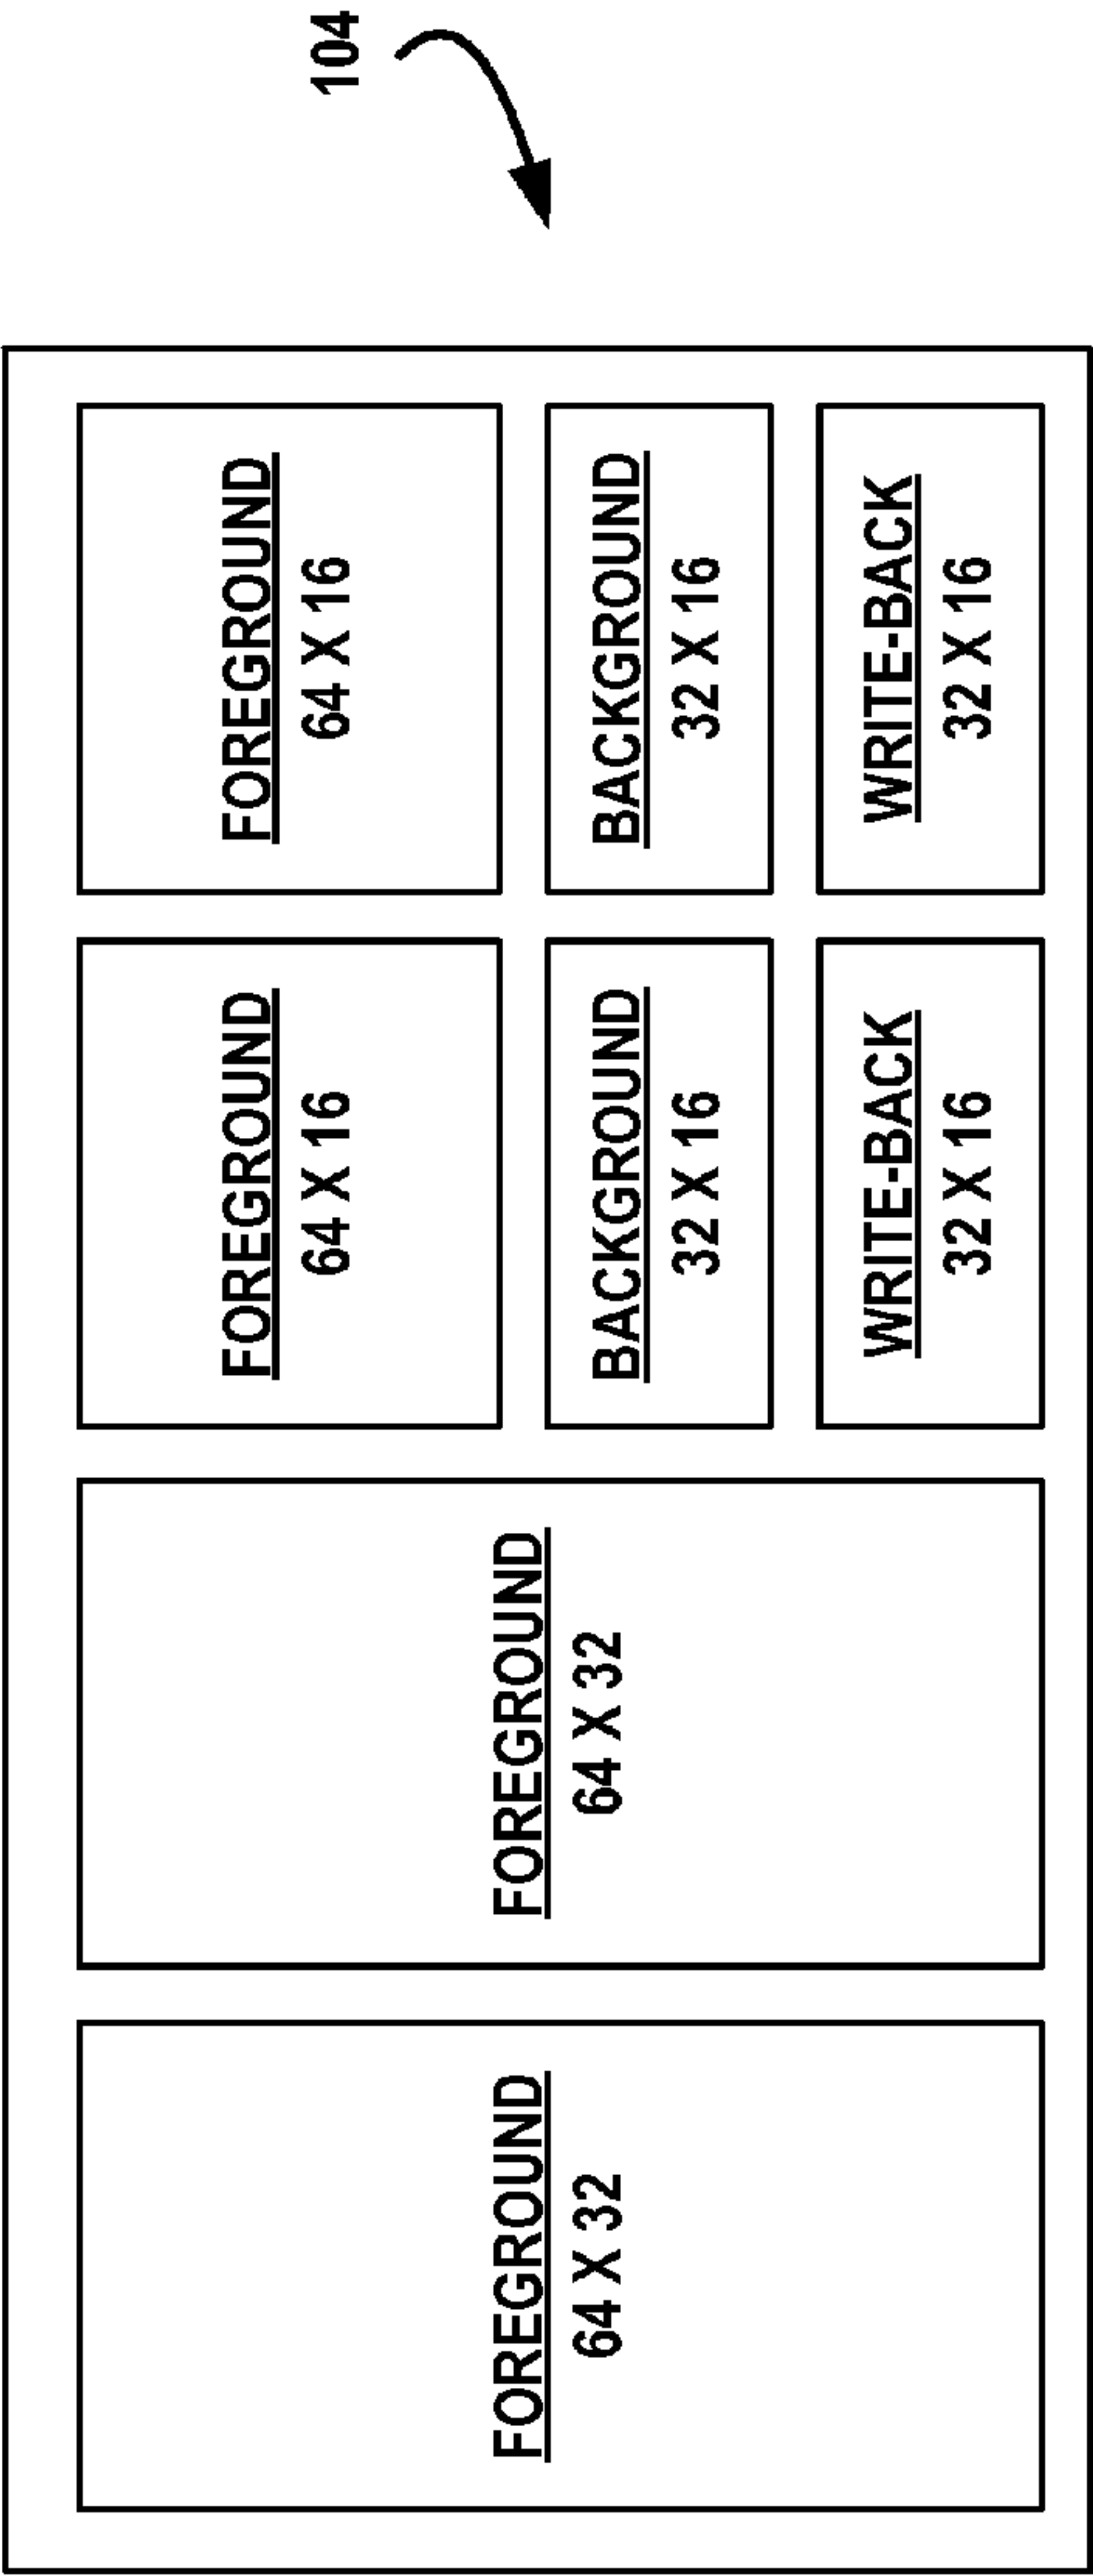 FOREGROUND
64 X 32
FOREGROUND
64 X 32
FOREGROUND
64 X 16
BACKGROUND
32 X 16
WRITE-BACK
32 X 16
FOREGROUND
64 X 16
BACKGROUND
32 X 16
WRITE-BACK
32 X 16
104